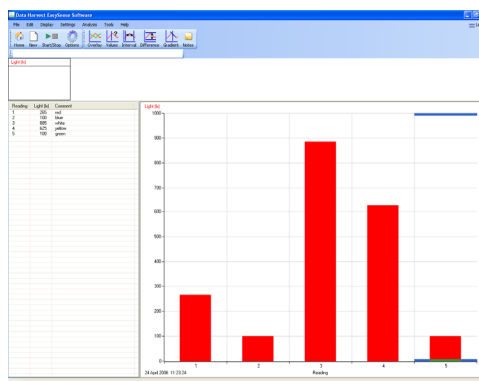 Data Harvest EasySense Software
File Edit Display Settings Analysis Tools Help
Home New Start/Stop Options Overlay Values Interval Difference Gradient Notes
Light (lx)
Reading Light (lx) Comment
1 265 red
2 100 blue
3 885 white
4 625 yellow
5 100 green
Light (lx)
1000
900
800
700
600
500
400
300
200
100
0
1 2 3 4 5
24 April 2006 11:23:24 Reading